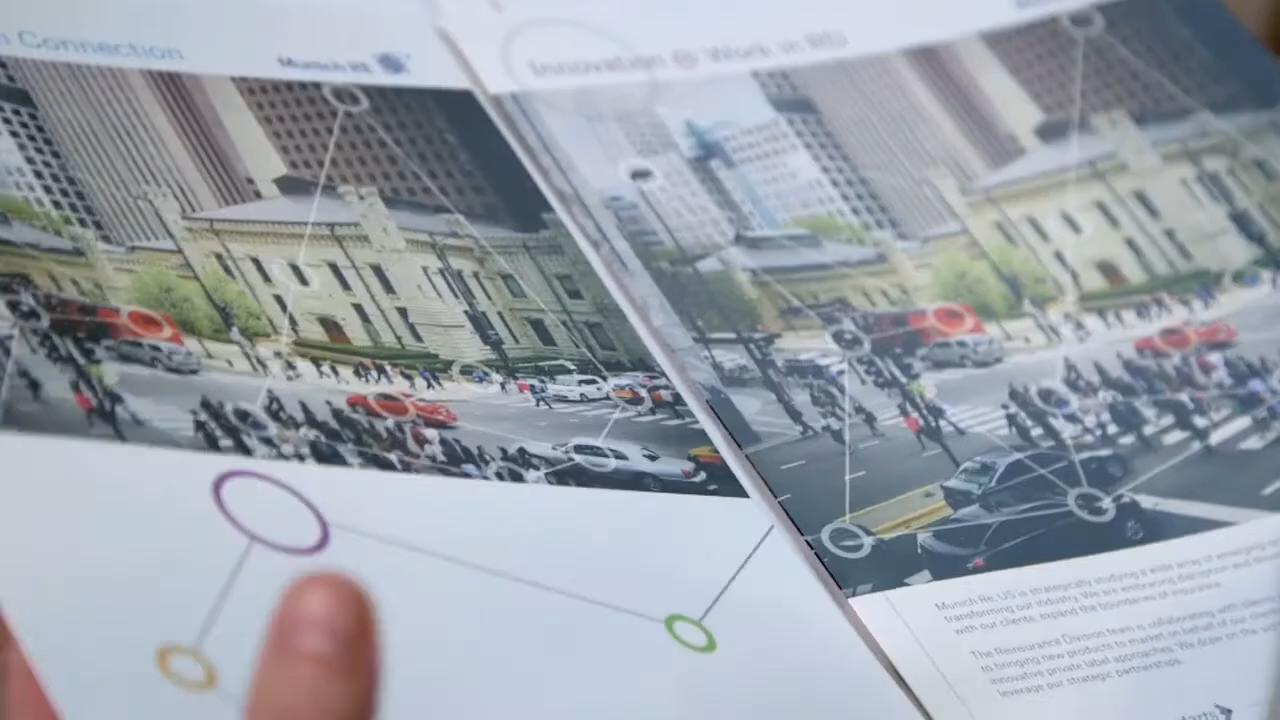 Connection
Munich RE
Innovation @ Work in RD
Munich Re, US is strategically studying a wide array of emerging
transforming our industry. We are embracing disruption and
with our clients, expand the boundaries of insurance.
The Reinsurance Division team is collaborating with
to bringing new products to market on behalf of our
innovative private label approaches. We draw on the
leverage our strategic partnerships.